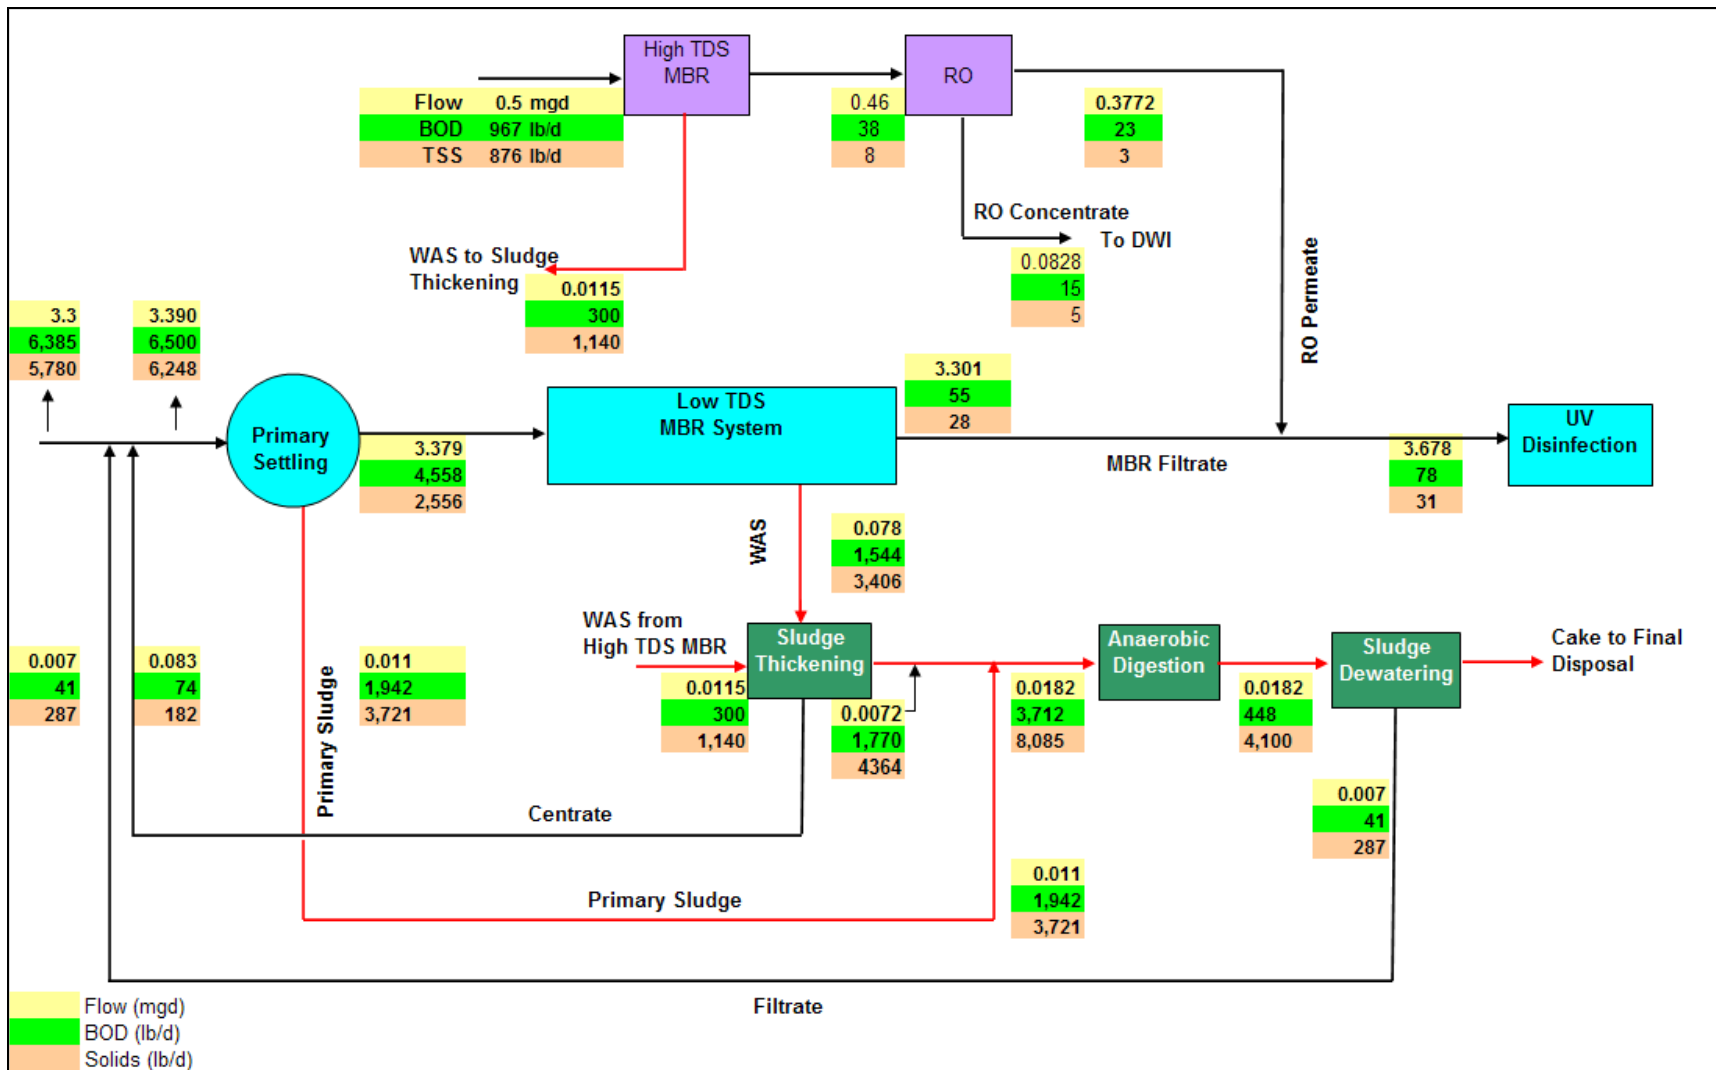 High TDS
MBR
RO
Flow 0.5 mgd
BOD 967 lb/d
TSS 876 lb/d
0.46
38
8
0.3772
23
3
RO Concentrate
To DWI
0.0828
15
5
RO Permeate
WAS to Sludge
Thickening
0.0115
300
1,140
3.3
6,385
5,780
3.390
6,500
6,248
Primary
Settling
3.379
4,558
2,556
Low TDS
MBR System
3.301
55
28
MBR Filtrate
3.678
78
31
UV
Disinfection
WAS
0.078
1,544
3,406
WAS from
High TDS MBR
0.0115
300
1,140
Sludge
Thickening
0.0072
1,770
4364
0.0182
3,712
8,085
Anaerobic
Digestion
0.0182
448
4,100
Sludge
Dewatering
Cake to Final
Disposal
0.007
41
287
0.083
74
182
Primary Sludge
0.011
1,942
3,721
0.007
41
287
Centrate
Primary Sludge
0.011
1,942
3,721
Filtrate
Flow (mgd)
BOD (lb/d)
Solids (lb/d)